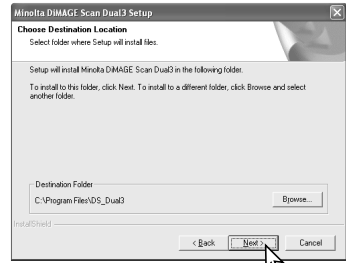 Minolta DiMAGE Scan Dual3 Setup
Choose Destination Location
Select folder where Setup will install files.
Setup will install Minolta DiMAGE Scan Dual3 in the following folder.
To install to this folder, click Next. To install to a different folder, click Browse and select
another folder.
Destination Folder
C:\Program Files\DS_Dual3
Browse...
InstallShield
< Back
Next >
Cancel